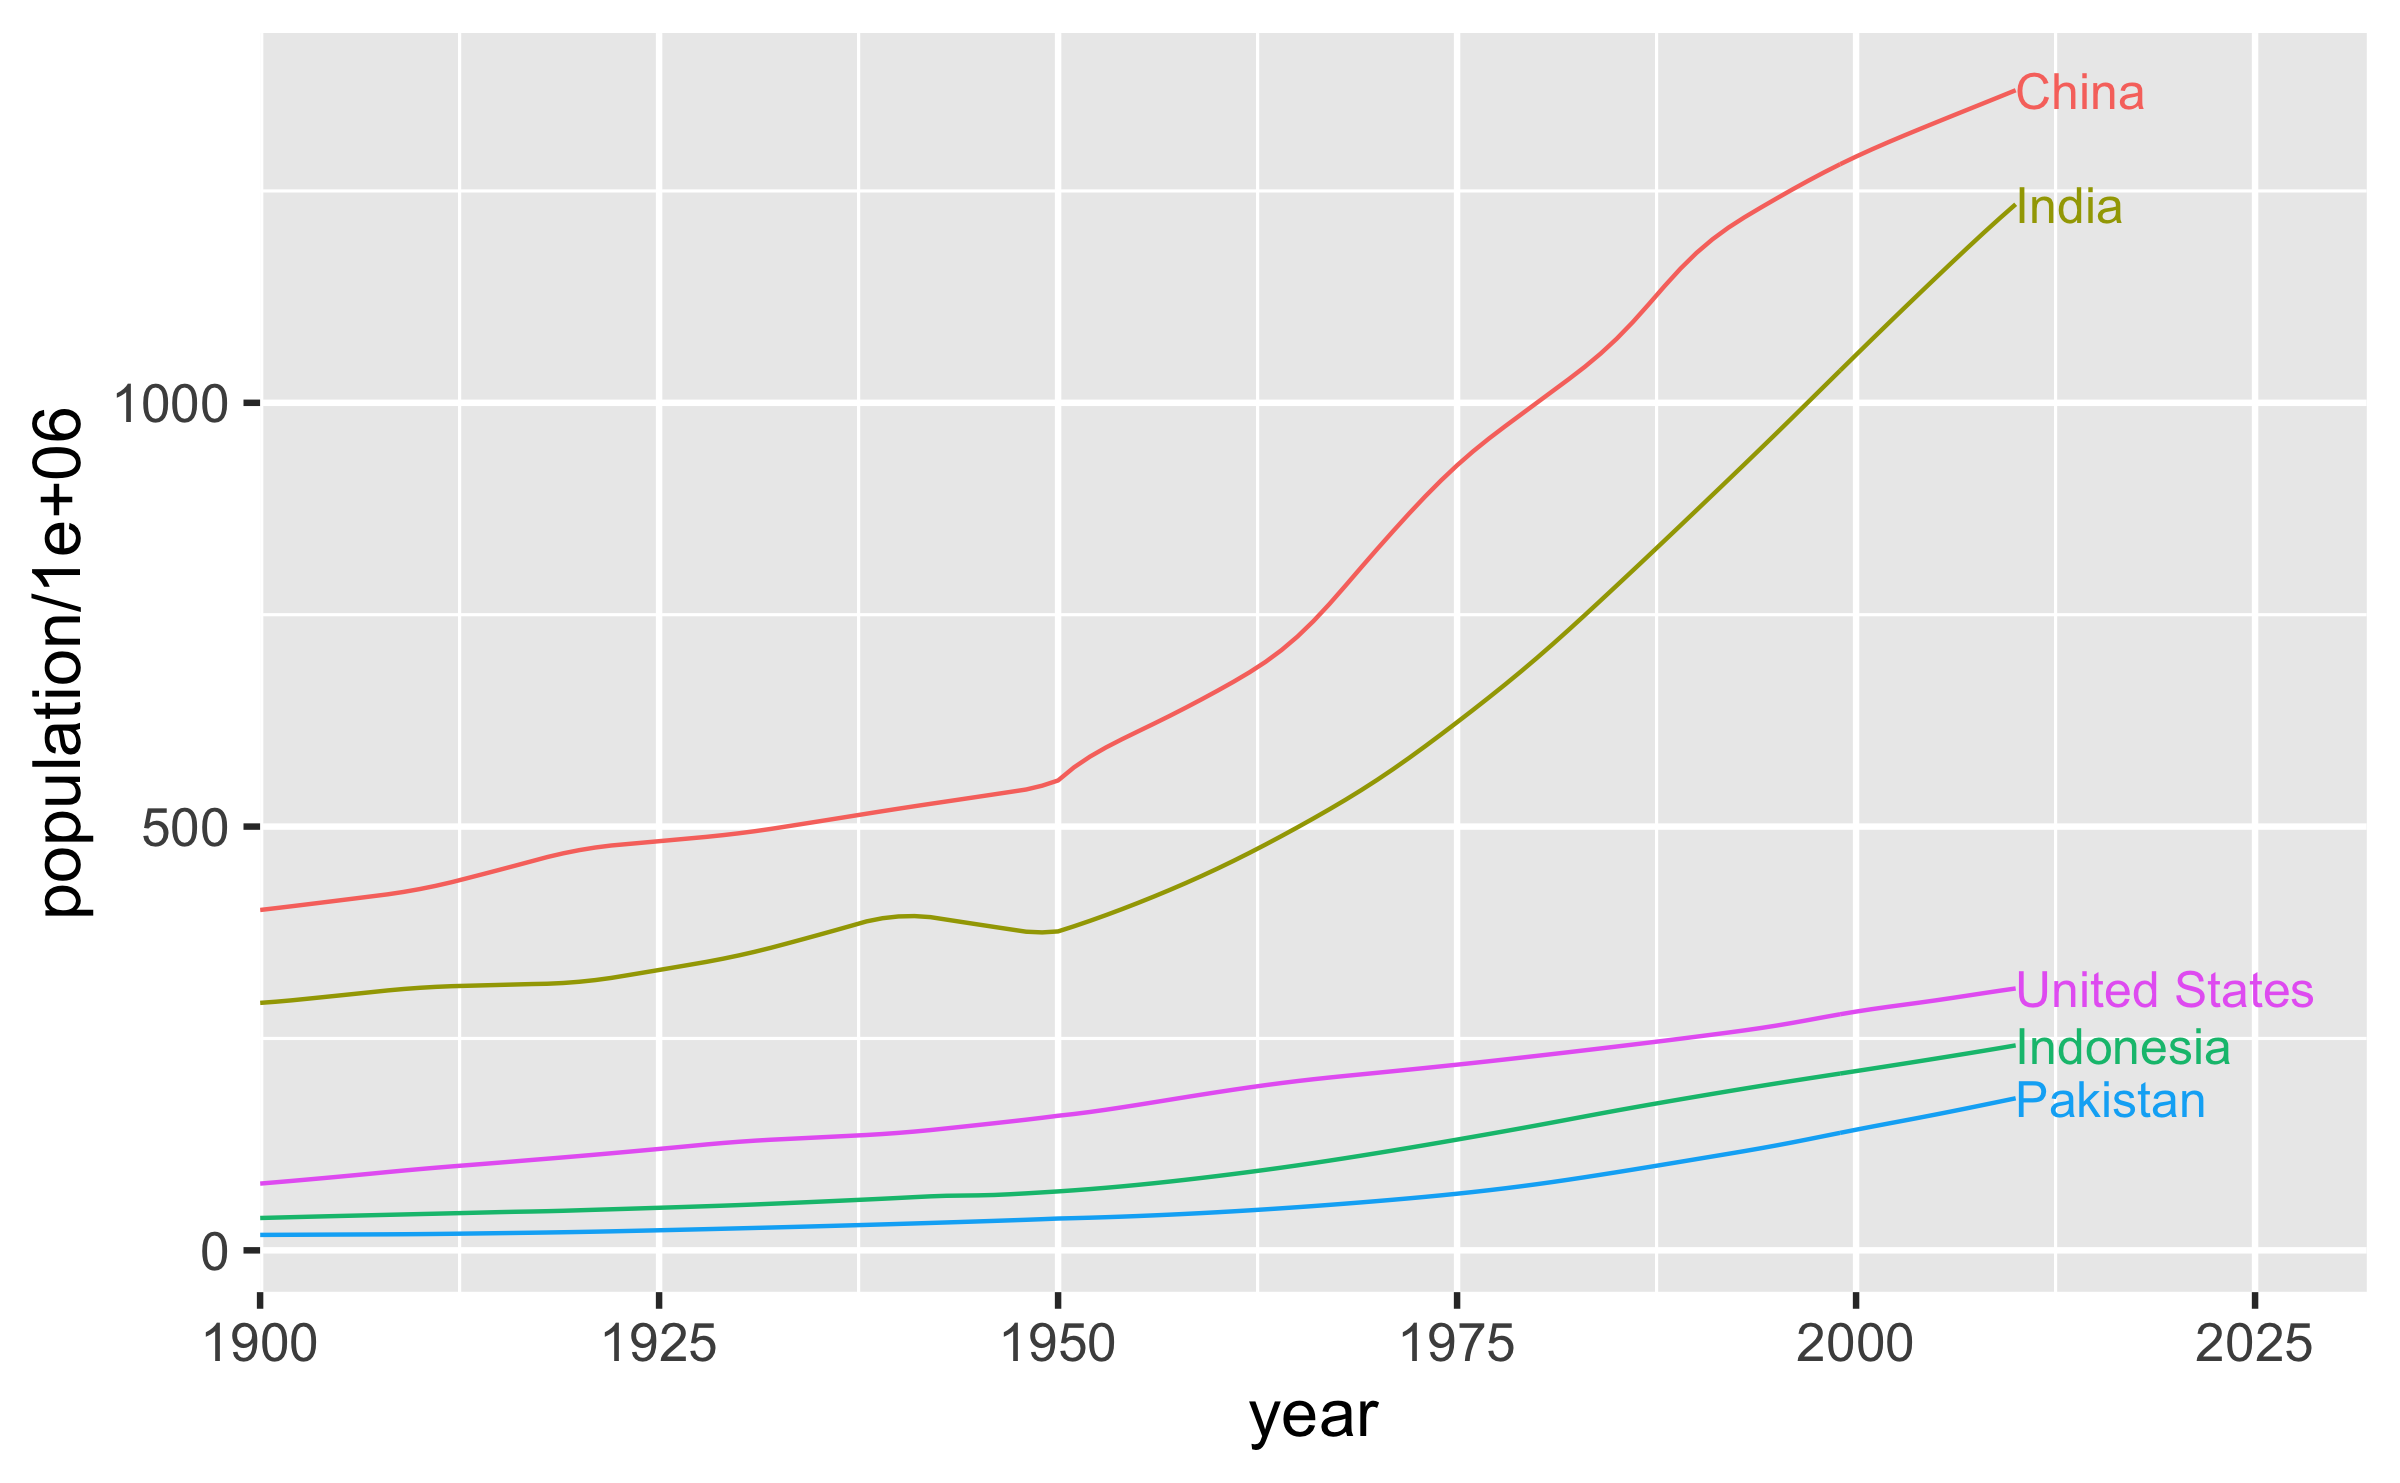 China
India
1000
500
United States
Indonesia
Pakistan
0
1900 1925 1950 1975 2000 2025
year
population/1e+06